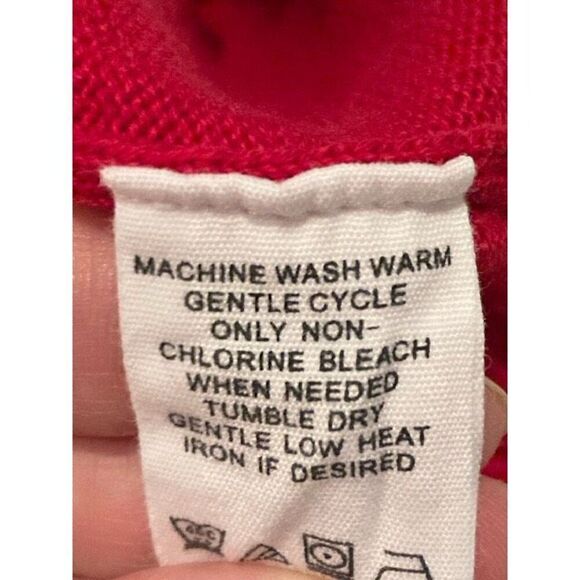 MACHINE WASH WARM
GENTLE CYCLE
ONLY NON-
CHLORINE BLEACH
WHEN NEEDED
TUMBLE DRY
GENTLE LOW HEAT
IRON IF DESIRED